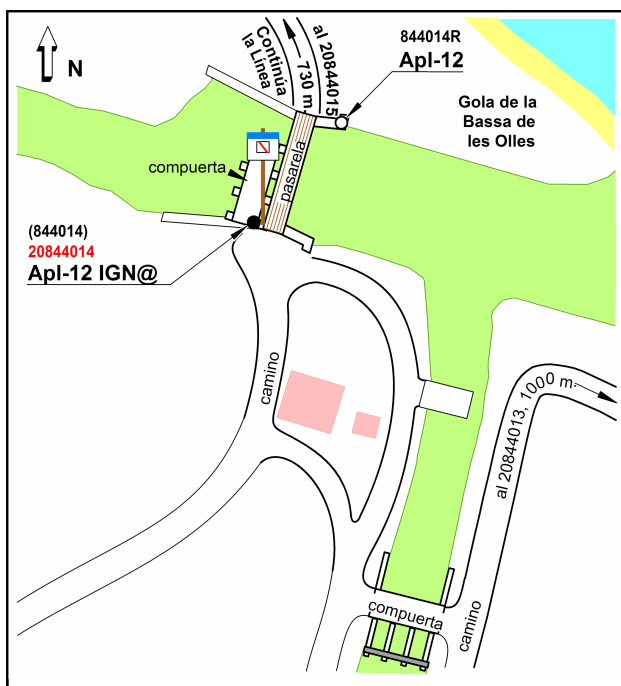 N
Continúa
la Línea
730 m.
al 20844015
844014R
Apl-12
Gola de la
Bassa de
les Olles
compuerta
pasarela
(844014)
20844014
Apl-12 IGN@
camino
al 20844013, 1000 m.
compuerta
camino